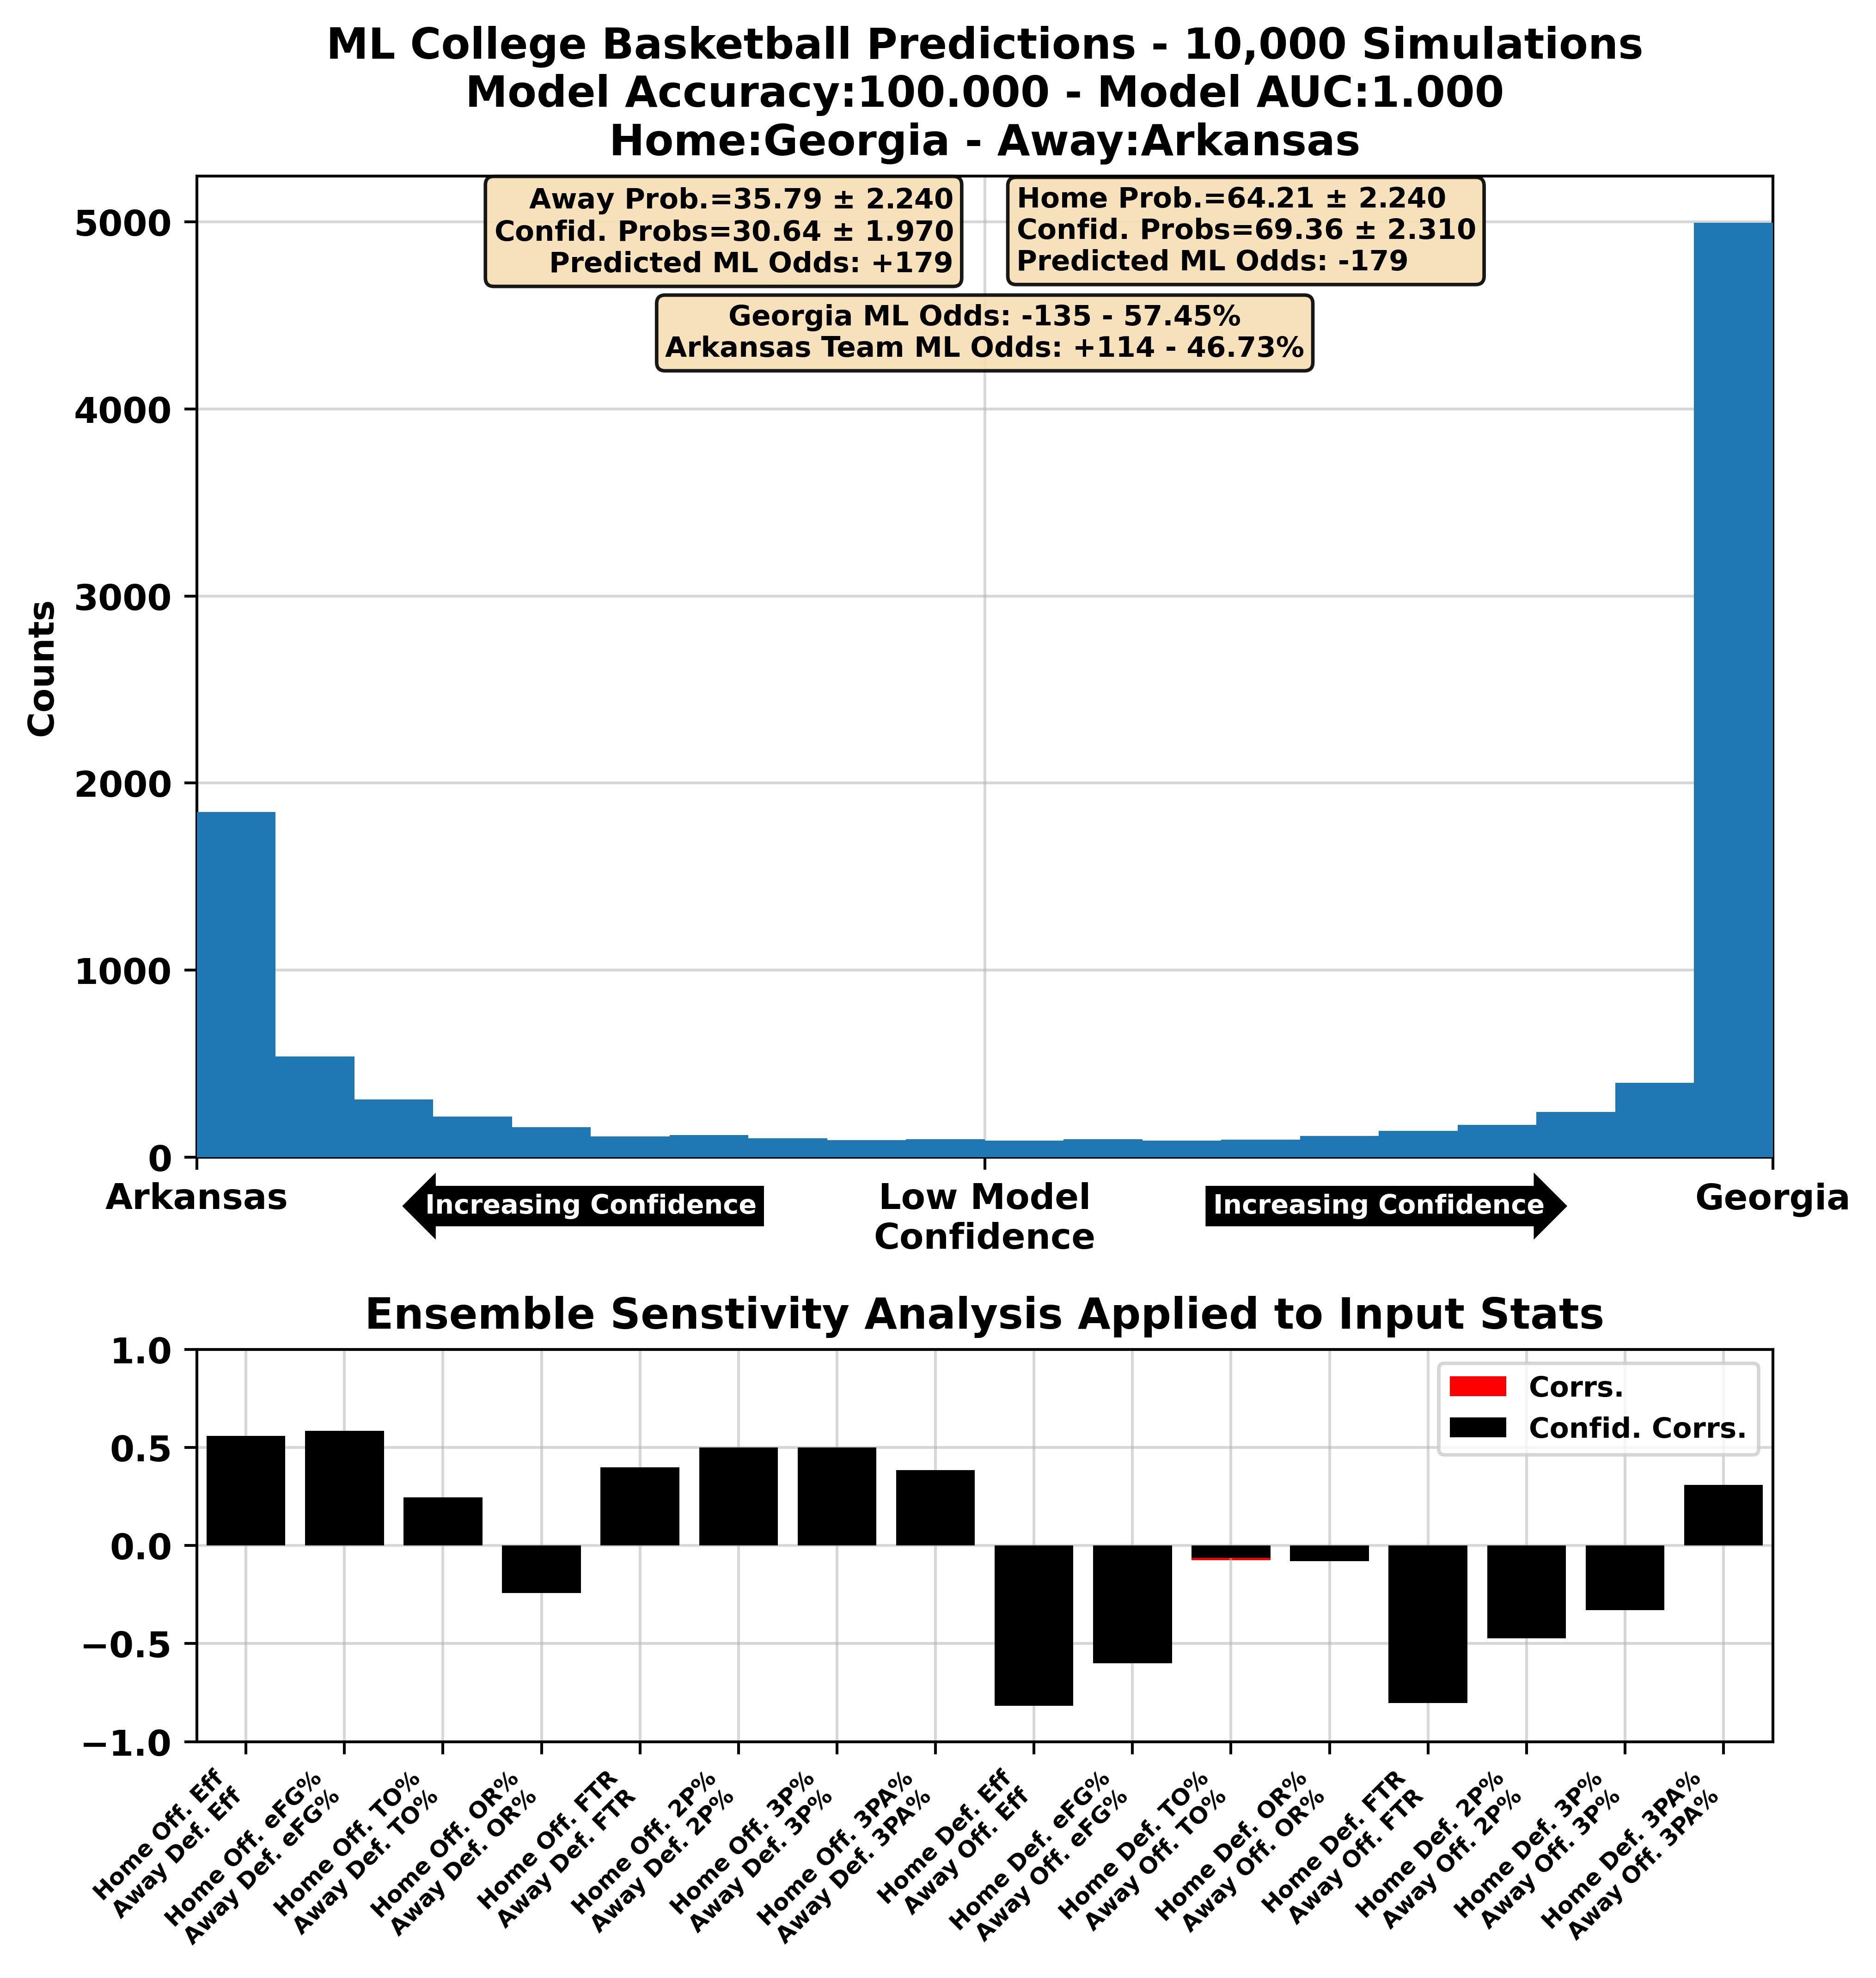 ML College Basketball Predictions - 10,000 Simulations
Model Accuracy:100.000 - Model AUC:1.000
Home:Georgia - Away:Arkansas
Away Prob.=35.79 ± 2.240
Confid. Probs=30.64 ± 1.970
Predicted ML Odds: +179
Home Prob.=64.21 ± 2.240
Confid. Probs=69.36 ± 2.310
Predicted ML Odds: -179
Georgia ML Odds: -135 - 57.45%
Arkansas Team ML Odds: +114 - 46.73%
Counts
5000
4000
3000
2000
1000
0
Arkansas
Increasing Confidence
Low Model
Confidence
Increasing Confidence
Georgia
Ensemble Senstivity Analysis Applied to Input Stats
1.0
0.5
0.0
−0.5
−1.0
Corrs.
Confid. Corrs.
Home Off. Eff
Away Def. Eff
Home Off. eFG%
Away Def. eFG%
Home Off. TO%
Away Def. TO%
Home Off. OR%
Away Def. OR%
Home Off. FTR
Away Def. FTR
Home Off. 2P%
Away Def. 2P%
Home Off. 3P%
Away Def. 3P%
Home Off. 3PA%
Away Def. 3PA%
Home Def. Eff
Away Off. Eff
Home Def. eFG%
Away Off. eFG%
Home Def. TO%
Away Off. TO%
Home Def. OR%
Away Off. OR%
Home Def. FTR
Away Off. FTR
Home Def. 2P%
Away Off. 2P%
Home Def. 3P%
Away Off. 3P%
Home Def. 3PA%
Away Off. 3PA%